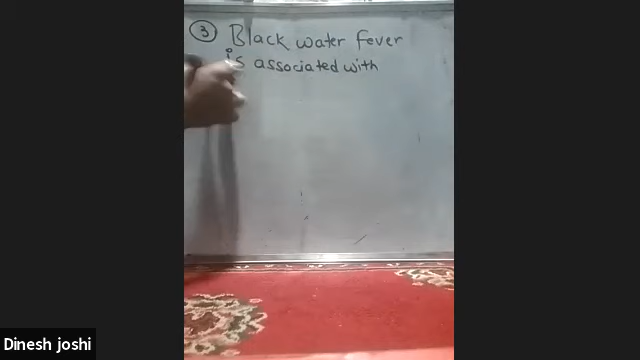 ③ Black water fever
is associated with
Dinesh joshi